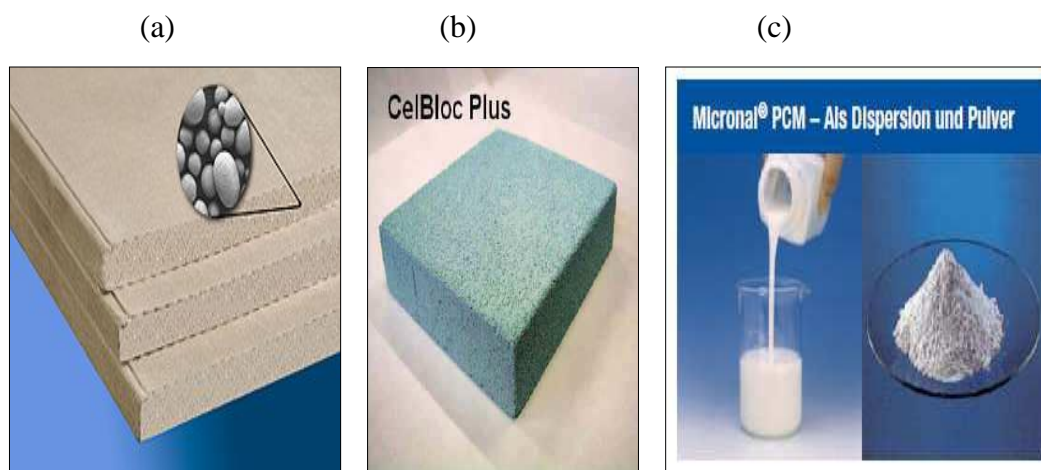 (a) (b) (c)
CelBloc Plus
Micronal® PCM – Als Dispersion und Pulver